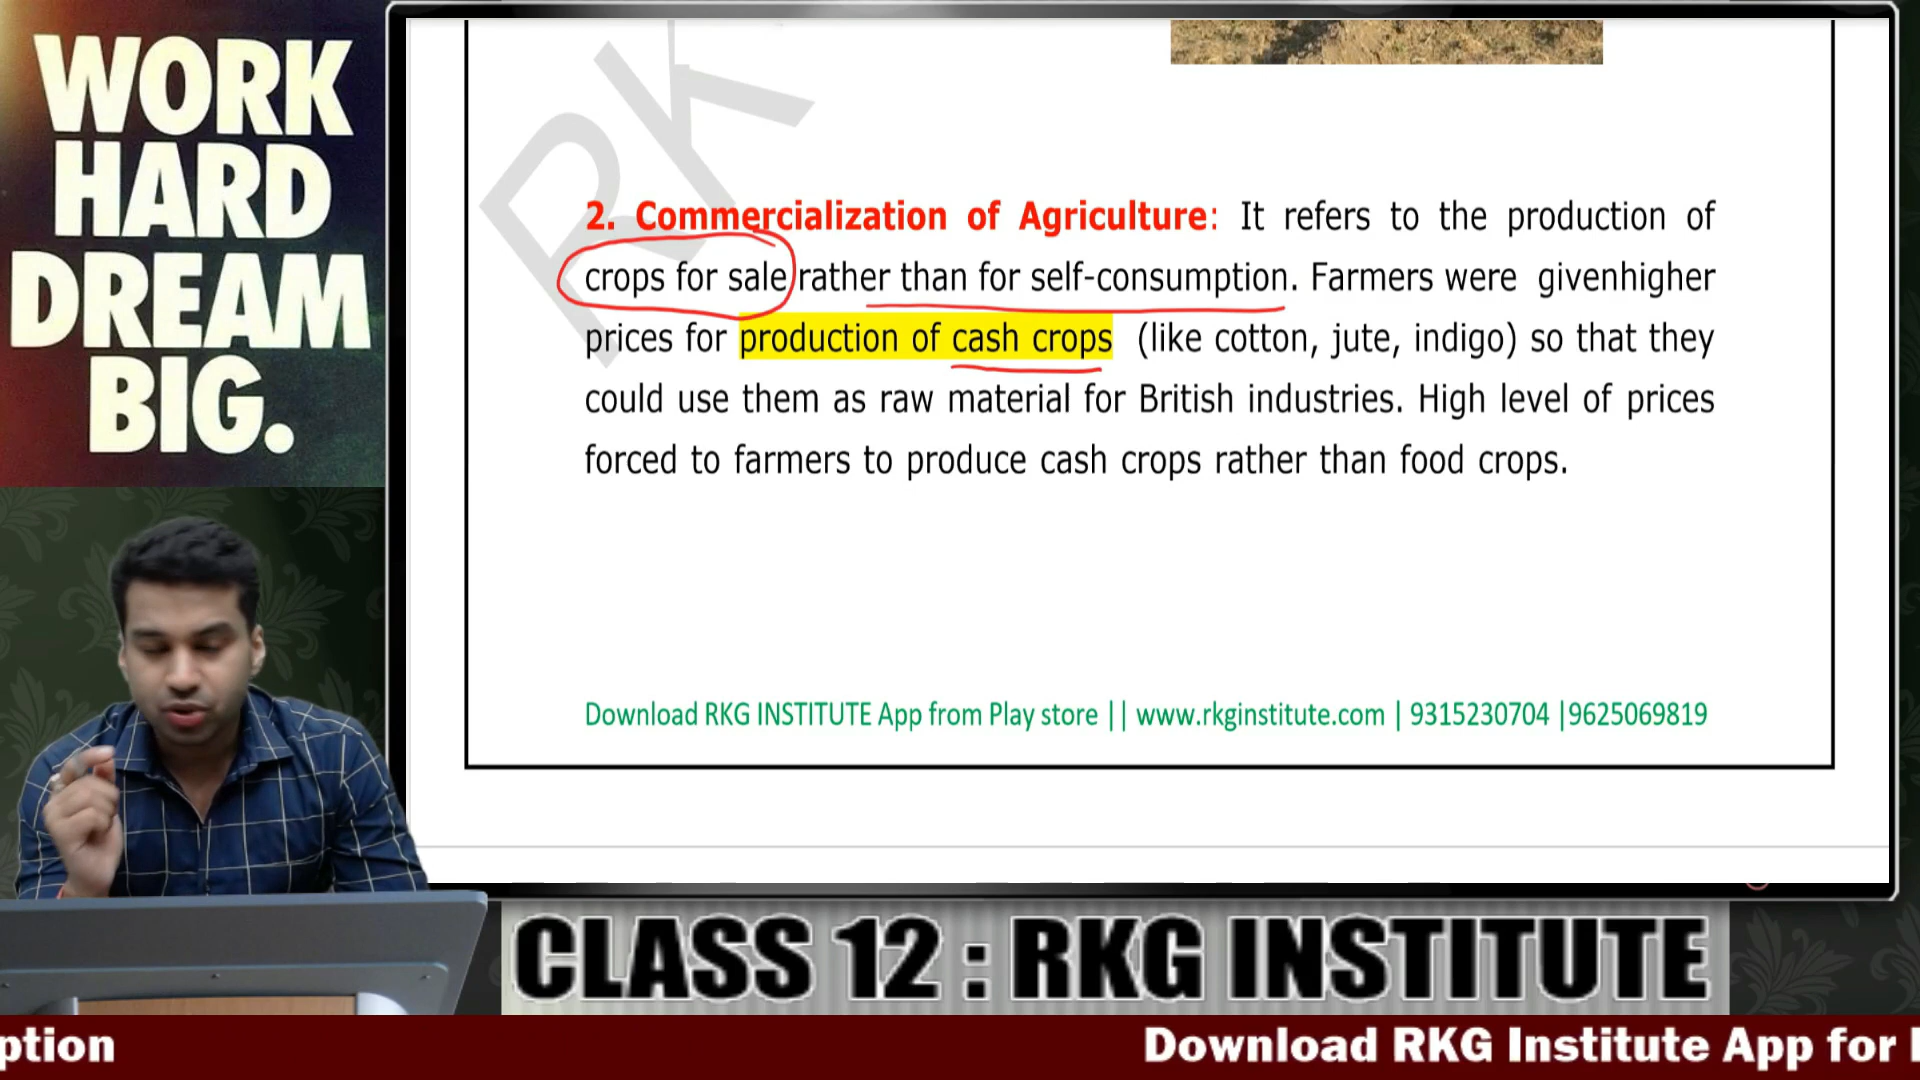 WORK
HARD
DREAM
BIG.
RK
2. Commercialization of Agriculture: It refers to the production of
crops for sale rather than for self-consumption. Farmers were givenhigher
prices for production of cash crops (like cotton, jute, indigo) so that they
could use them as raw material for British industries. High level of prices
forced to farmers to produce cash crops rather than food crops.
Download RKG INSTITUTE App from Play store || www.rkginstitute.com | 9315230704 |9625069819
CLASS 12 : RKG INSTITUTE
ption
Download RKG Institute App for